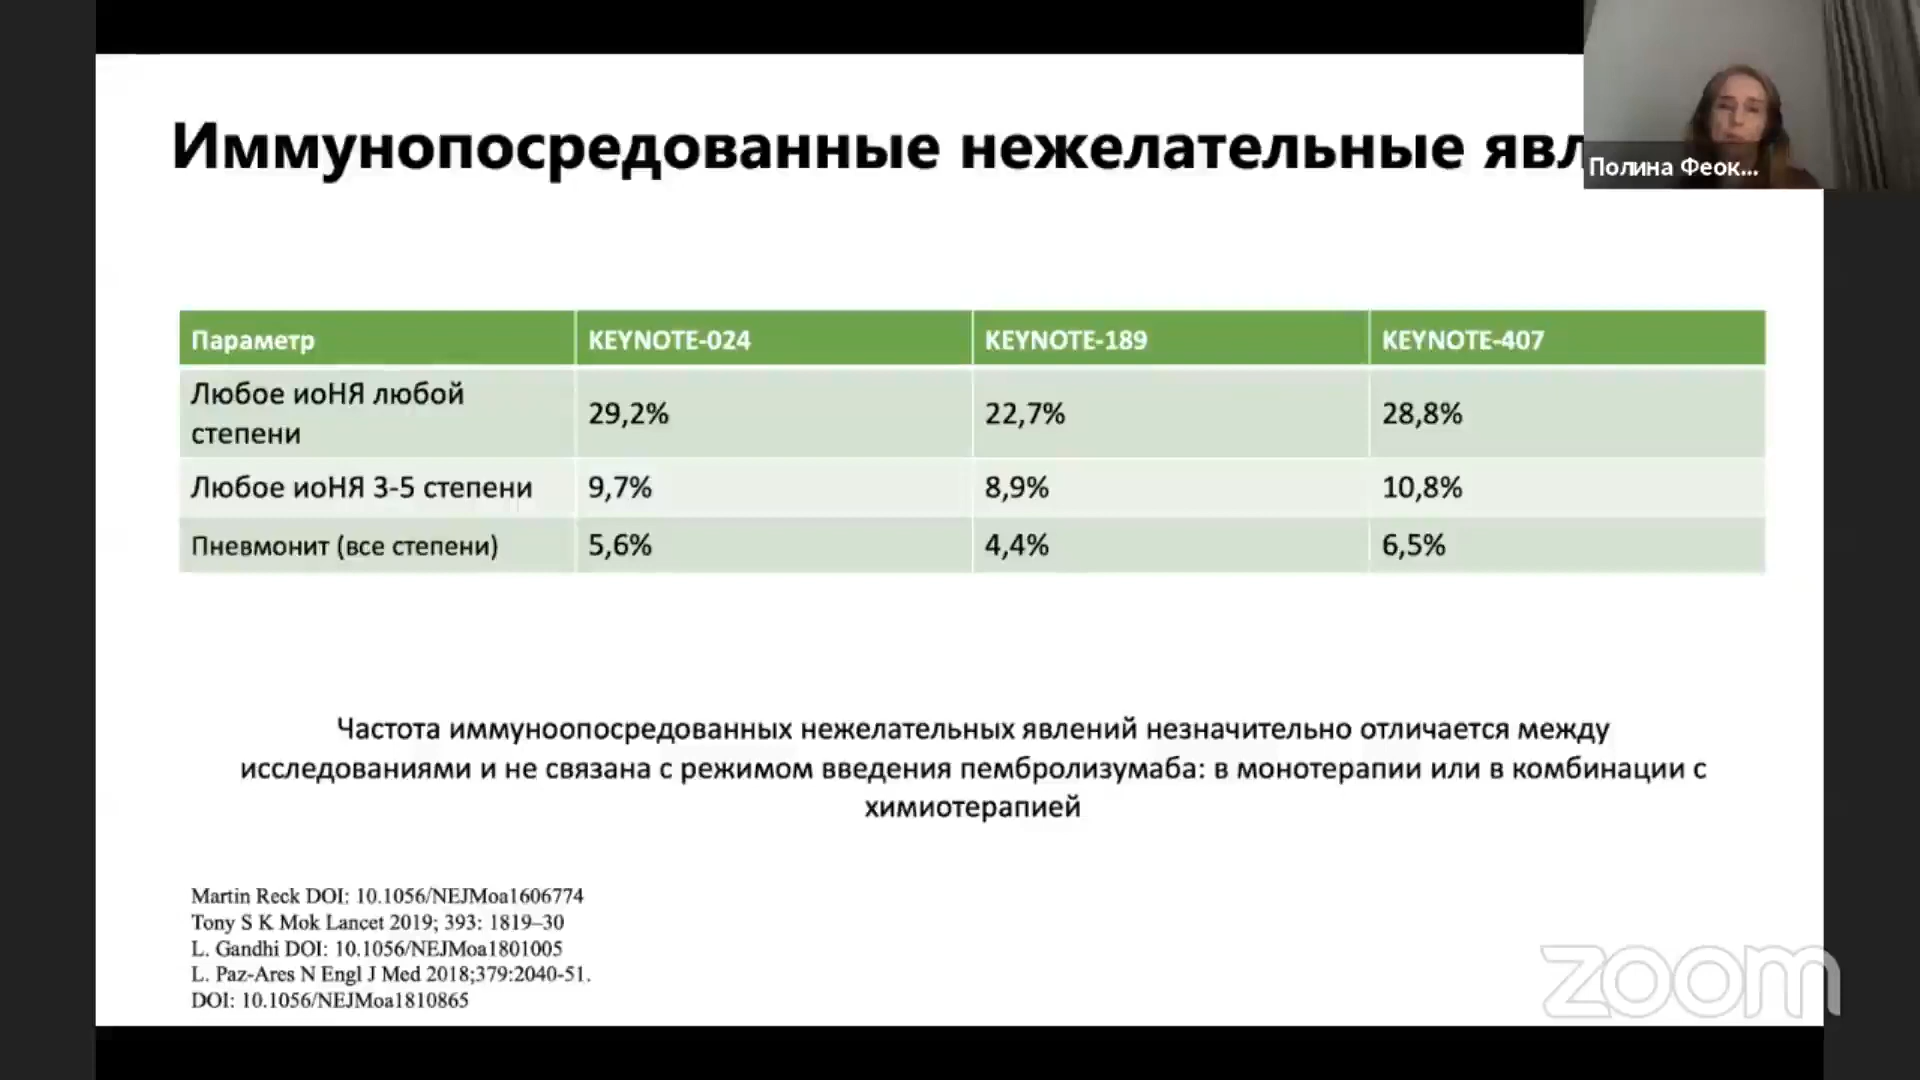 Иммунопосредованные нежелательные явл
Полина Феок...
Параметр KEYNOTE-024 KEYNOTE-189 KEYNOTE-407
Любое иоНЯ любой
степени 29,2% 22,7% 28,8%
Любое иоНЯ 3-5 степени 9,7% 8,9% 10,8%
Пневмонит (все степени) 5,6% 4,4% 6,5%
Частота иммуноопосредованных нежелательных явлений незначительно отличается между
исследованиями и не связана с режимом введения пембролизумаба: в монотерапии или в комбинации с
химиотерапией
Martin Reck DOI: 10.1056/NEJMoa1606774
Tony S K Mok Lancet 2019; 393: 1819–30
L. Gandhi DOI: 10.1056/NEJMoa1801005
L. Paz-Ares N Engl J Med 2018;379:2040-51.
DOI: 10.1056/NEJMoa1810865
zoom